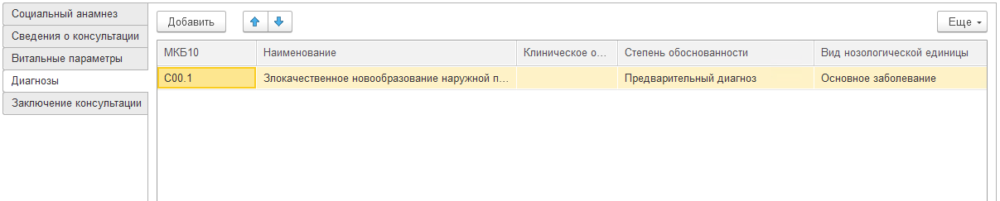 Социальный анамнез
Сведения о консультации
Витальные параметры
Диагнозы
Заключение консультации
Добавить
Еще
МКБ10 Наименование Клиническое о... Степень обоснованности Вид нозологической единицы
C00.1 Злокачественное новообразование наружной п... Предварительный диагноз Основное заболевание